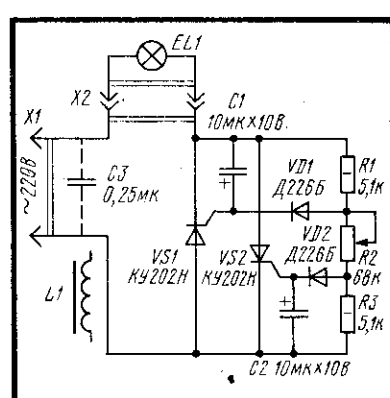 EL1
X2
C1
10мк×10В.
X1
C3
0,25мк
~220В
VD1
Д226Б
R1
5,1к
VD2
Д226Б
R2
68к
VS1
КУ202Н
VS2
КУ202Н
L1
R3
5,1к
C2 10мк×10В